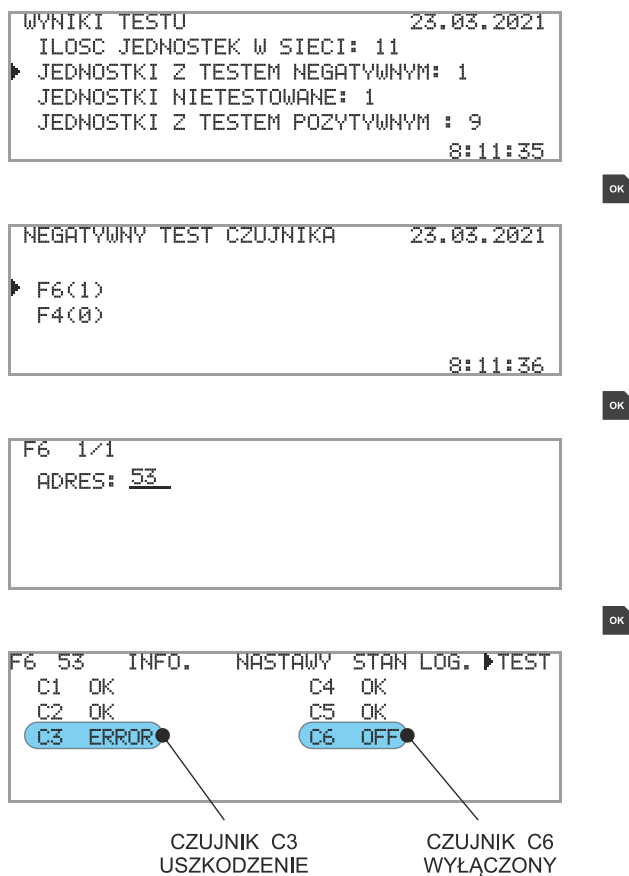 WYNIKI TESTU 23.03.2021
ILOSC JEDNOSTEK W SIECI: 11
JEDNOSTKI Z TESTEM NEGATYWNYM: 1
JEDNOSTKI NIETESTOWANE: 1
JEDNOSTKI Z TESTEM POZYTYWNYM : 9
8:11:35
OK
NEGATYWNY TEST CZUJNIKA 23.03.2021
F6(1)
F4(0)
8:11:36
OK
F6 1/1
ADRES: 53
OK
F6 53 INFO. NASTAWY STAN LOG. TEST
C1 OK C4 OK
C2 OK C5 OK
C3 ERROR C6 OFF
CZUJNIK C3 CZUJNIK C6
USZKODZENIE WYŁĄCZONY